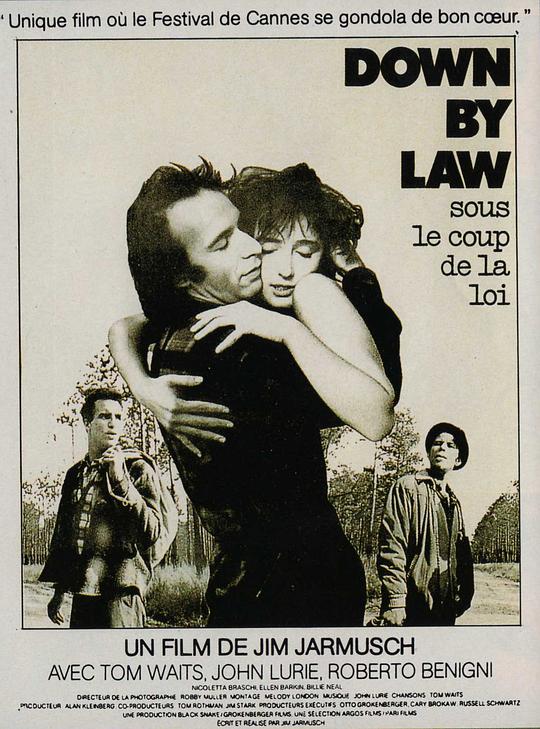 "Unique film où le Festival de Cannes se gondola de bon cœur."
DOWN
BY
LAW
sous
le coup
de la
loi
UN FILM DE JIM JARMUSCH
AVEC TOM WAITS, JOHN LURIE, ROBERTO BENIGNI
NICOLETTA BRASCHI, ELLEN BARKIN, BILLIE NEAL
DIRECTEUR DE LA PHOTOGRAPHIE ROBBY MULLER MONTAGE MELODY LONDON MUSIQUE JOHN LURIE CHANSONS TOM WAITS
PRODUCTEUR ALAN KLEINBERG CO-PRODUCTEURS TOM ROTHMAN JIM STARK PRODUCTEURS EXECUTIFS OTTO GROKENBERGER, CARY BROKAW, RUSSELL SCHWARTZ
UNE PRODUCTION BLACK SNAKE/GROKENBERGER FILMS. UNE SÉLECTION ARGOS FILMS/PARI FILMS
ÉCRIT ET RÉALISÉ PAR JIM JARMUSCH